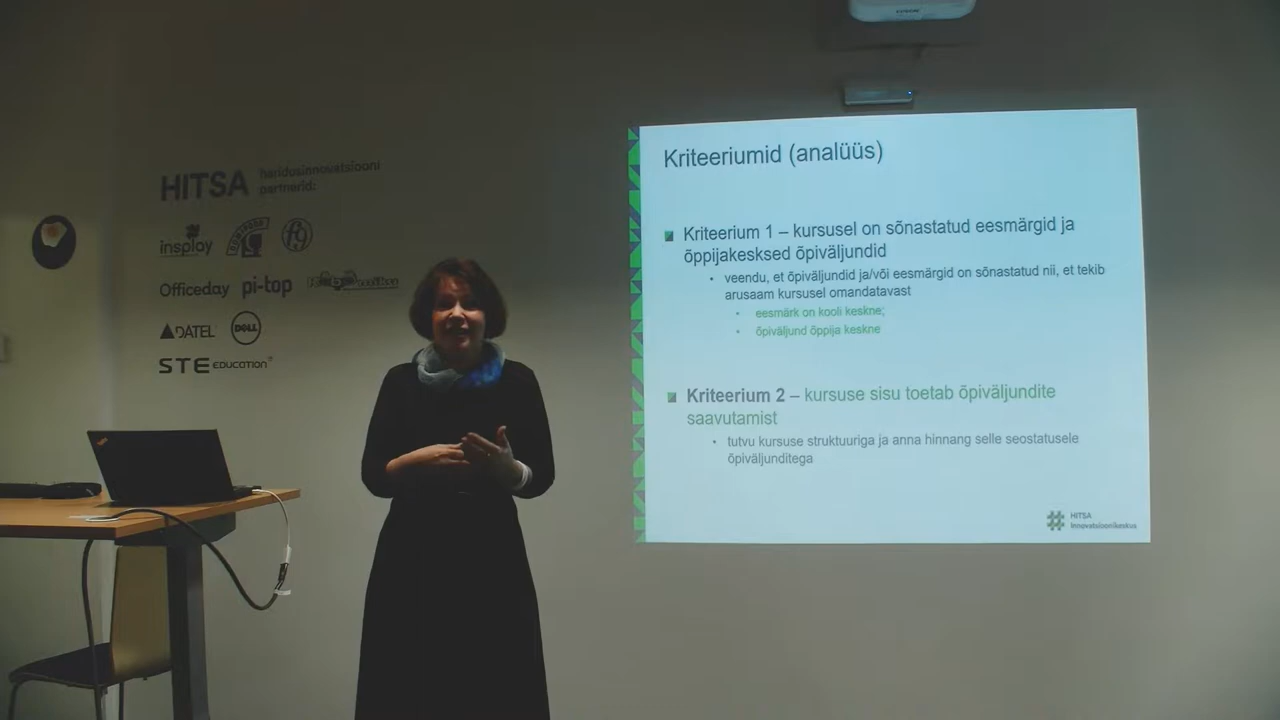 HITSA haridusinnovatsiooni
partnerid:
insplay
Officeday pi-top
DATEL DELL
STE EDUCATION
Kriteeriumid (analüüs)
Kriteerium 1 – kursusel on sõnastatud eesmärgid ja
õppijakesksed õpiväljundid
veendu, et õpiväljundid ja/või eesmärgid on sõnastatud nii, et tekib
arusaam kursusel omandatavast
eesmärk on kooli keskne;
õpiväljund õppija keskne
Kriteerium 2 – kursuse sisu toetab õpiväljundite
saavutamist
tutvu kursuse struktuuriga ja anna hinnang selle seostatusele
õpiväljunditega
HITSA
Innovatsioonikeskus